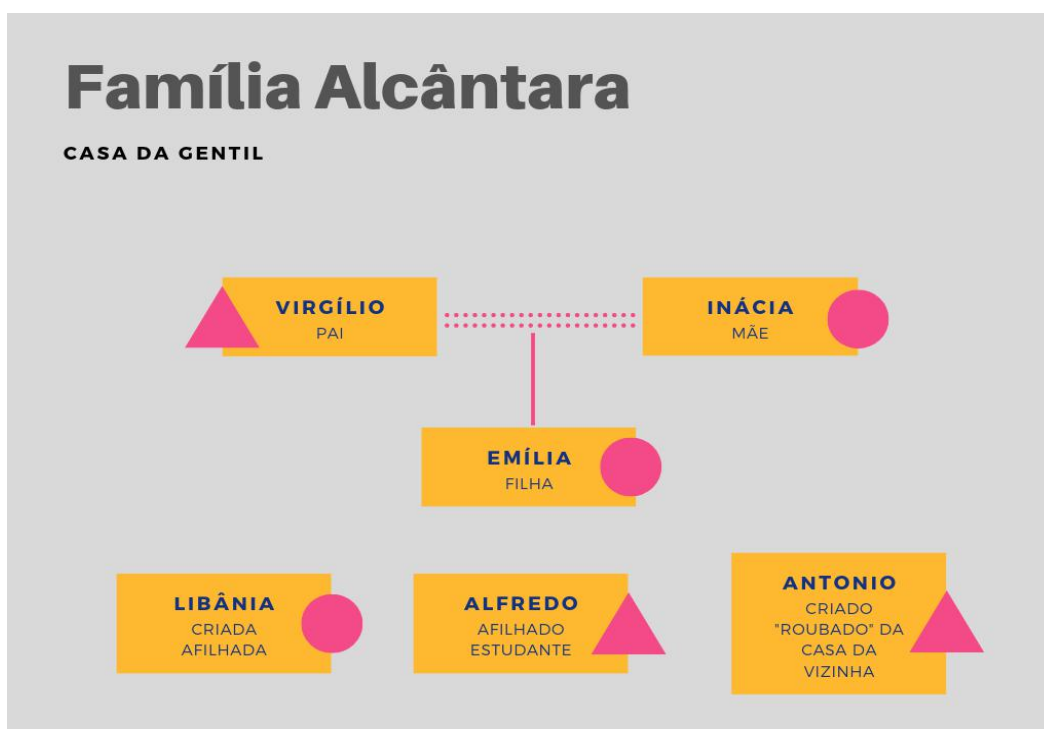 Família Alcântara
CASA DA GENTIL
VIRGÍLIO
PAI
INÁCIA
MÃE
EMÍLIA
FILHA
LIBÂNIA
CRIADA
AFILHADA
ALFREDO
AFILHADO
ESTUDANTE
ANTONIO
CRIADO
"ROUBADO" DA
CASA DA
VIZINHA